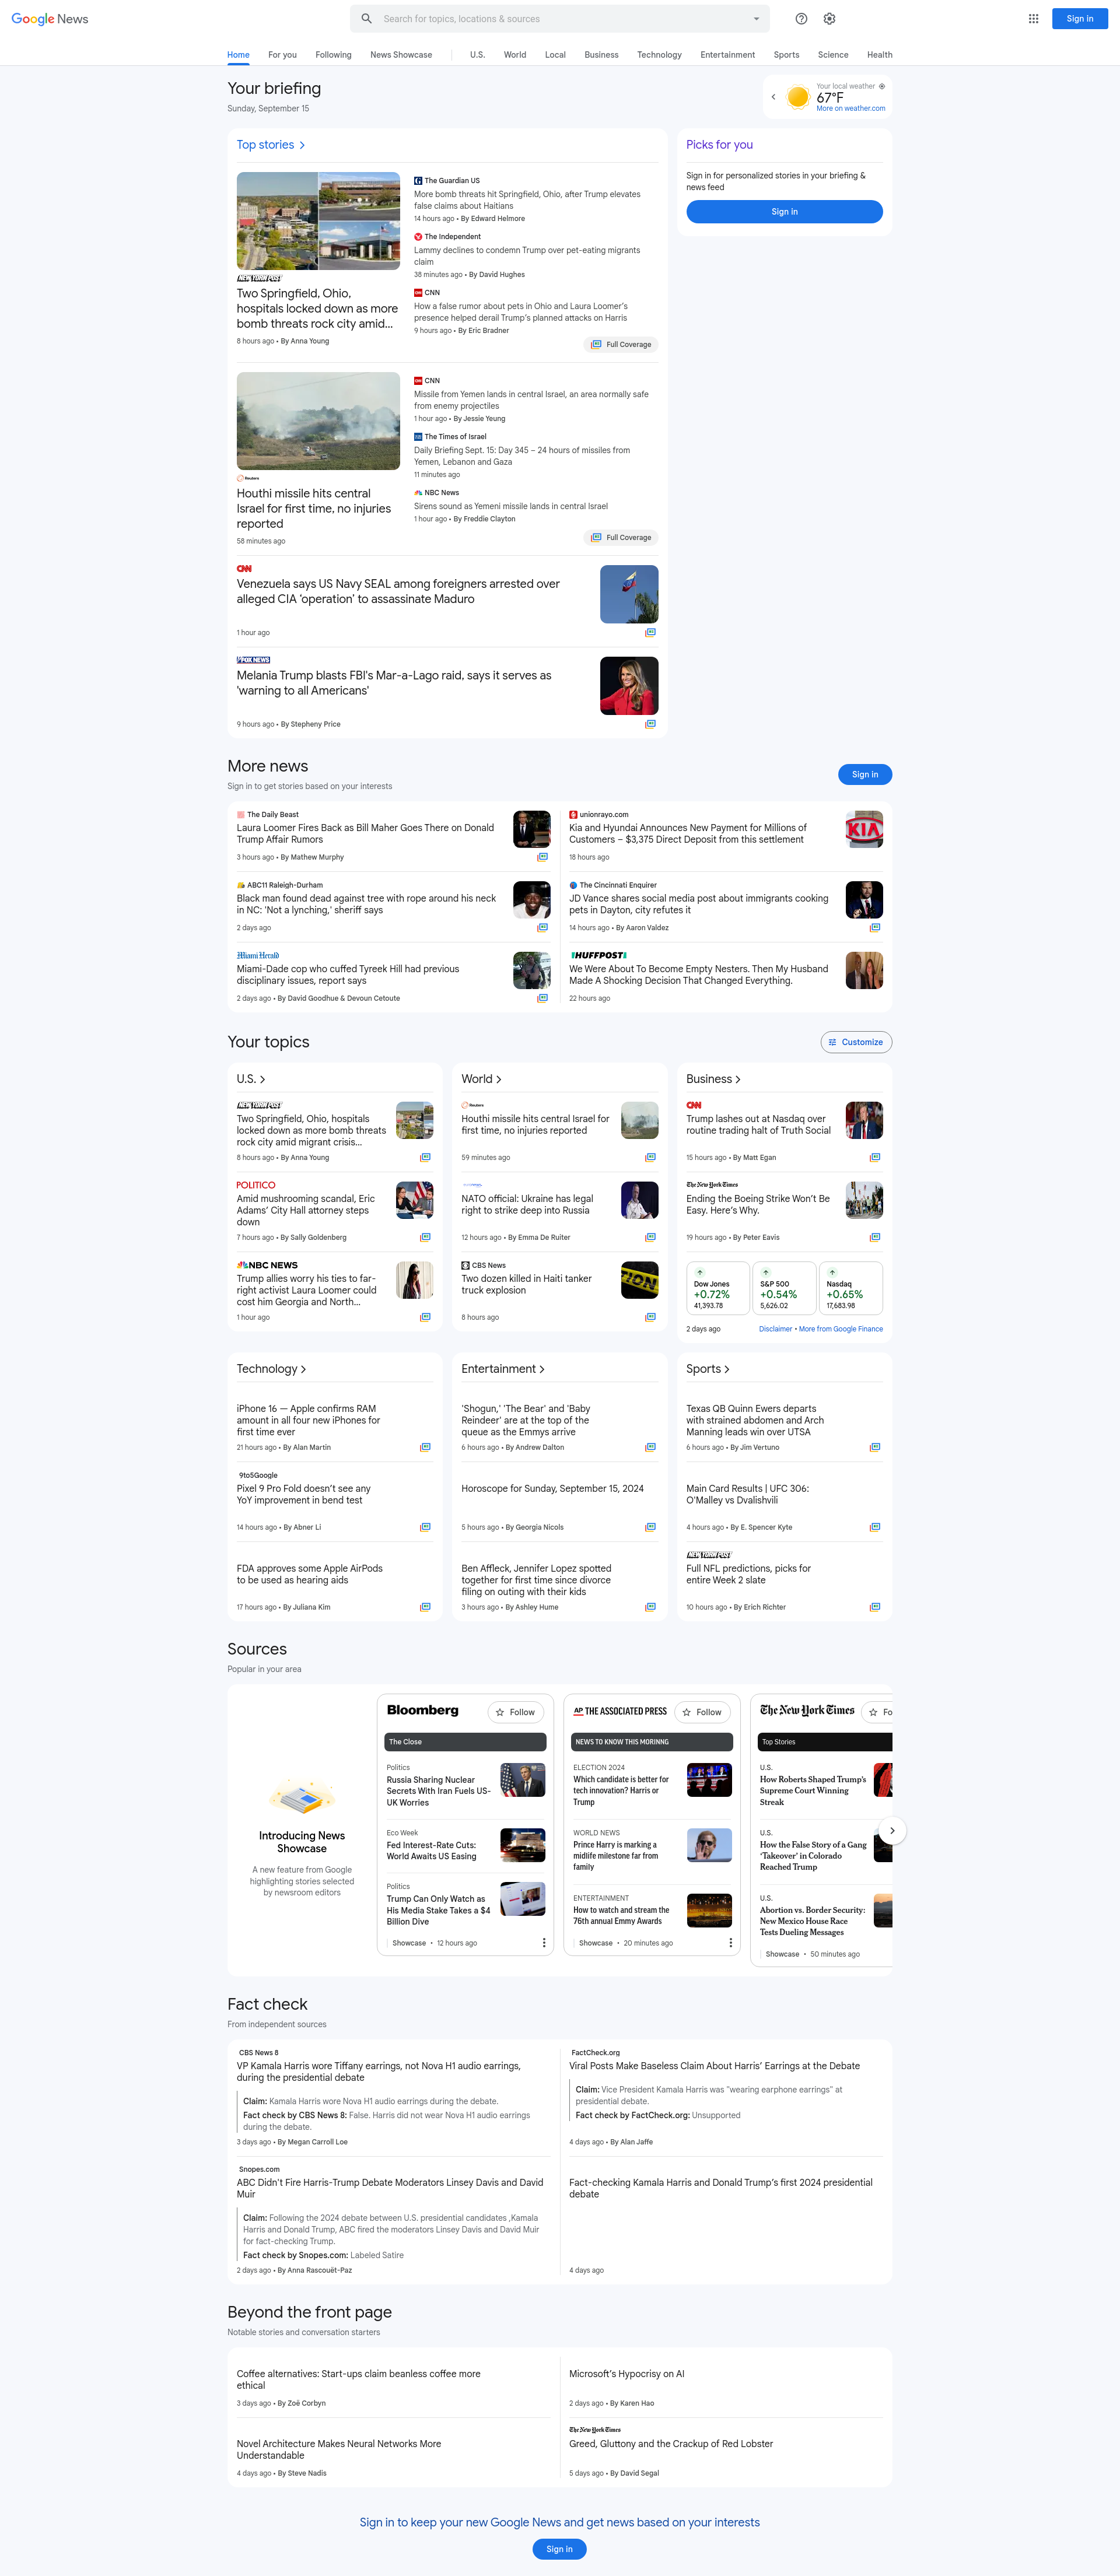 Google News
Search for topics, locations & sources
Sign in
Home
For you
Following
News Showcase
U.S.
World
Local
Business
Technology
Entertainment
Sports
Science
Health
Your briefing
Sunday, September 15
Your local weather
67°F
More on weather.com
Top stories
Picks for you
Sign in for personalized stories in your briefing &
news feed
Sign in
NEW YORK POST
Two Springfield, Ohio,
hospitals locked down as more
bomb threats rock city amid...
8 hours ago • By Anna Young
The Guardian US
More bomb threats hit Springfield, Ohio, after Trump elevates
false claims about Haitians
14 hours ago • By Edward Helmore
The Independent
Lammy declines to condemn Trump over pet-eating migrants
claim
38 minutes ago • By David Hughes
CNN
How a false rumor about pets in Ohio and Laura Loomer's
presence helped derail Trump's planned attacks on Harris
9 hours ago • By Eric Bradner
Full Coverage
Reuters
Houthi missile hits central
Israel for first time, no injuries
reported
58 minutes ago
CNN
Missile from Yemen lands in central Israel, an area normally safe
from enemy projectiles
1 hour ago • By Jessie Yeung
The Times of Israel
Daily Briefing Sept. 15: Day 345 – 24 hours of missiles from
Yemen, Lebanon and Gaza
11 minutes ago
NBC News
Sirens sound as Yemeni missile lands in central Israel
1 hour ago • By Freddie Clayton
Full Coverage
CNN
Venezuela says US Navy SEAL among foreigners arrested over
alleged CIA ‘operation’ to assassinate Maduro
1 hour ago
FOX NEWS
Melania Trump blasts FBI's Mar-a-Lago raid, says it serves as
'warning to all Americans'
9 hours ago • By Stepheny Price
More news
Sign in to get stories based on your interests
Sign in
The Daily Beast
Laura Loomer Fires Back as Bill Maher Goes There on Donald
Trump Affair Rumors
3 hours ago • By Mathew Murphy
unionrayo.com
Kia and Hyundai Announces New Payment for Millions of
Customers – $3,375 Direct Deposit from this settlement
18 hours ago
KIA
ABC11 Raleigh-Durham
Black man found dead against tree with rope around his neck
in NC: 'Not a lynching,' sheriff says
2 days ago
The Cincinnati Enquirer
JD Vance shares social media post about immigrants cooking
pets in Dayton, city refutes it
14 hours ago • By Aaron Valdez
Miami Herald
Miami-Dade cop who cuffed Tyreek Hill had previous
disciplinary issues, report says
2 days ago • By David Goodhue & Devoun Cetoute
HUFFPOST
We Were About To Become Empty Nesters. Then My Husband
Made A Shocking Decision That Changed Everything.
22 hours ago
Your topics
Customize
U.S.
NEW YORK POST
Two Springfield, Ohio, hospitals
locked down as more bomb threats
rock city amid migrant crisis...
8 hours ago • By Anna Young
POLITICO
Amid mushrooming scandal, Eric
Adams’ City Hall attorney steps
down
7 hours ago • By Sally Goldenberg
NBC NEWS
Trump allies worry his ties to far-
right activist Laura Loomer could
cost him Georgia and North...
1 hour ago
World
Reuters
Houthi missile hits central Israel for
first time, no injuries reported
59 minutes ago
NATO official: Ukraine has legal
right to strike deep into Russia
12 hours ago • By Emma De Ruiter
CBS News
Two dozen killed in Haiti tanker
truck explosion
8 hours ago
Business
CNN
Trump lashes out at Nasdaq over
routine trading halt of Truth Social
15 hours ago • By Matt Egan
The New York Times
Ending the Boeing Strike Won't Be
Easy. Here's Why.
19 hours ago • By Peter Eavis
Dow Jones
+0.72%
41,393.78
S&P 500
+0.54%
5,626.02
Nasdaq
+0.65%
17,683.98
2 days ago
Disclaimer • More from Google Finance
Technology
iPhone 16 — Apple confirms RAM
amount in all four new iPhones for
first time ever
21 hours ago • By Alan Martin
9to5Google
Pixel 9 Pro Fold doesn't see any
YoY improvement in bend test
14 hours ago • By Abner Li
FDA approves some Apple AirPods
to be used as hearing aids
17 hours ago • By Juliana Kim
Entertainment
'Shogun,' 'The Bear' and 'Baby
Reindeer' are at the top of the
queue as the Emmys arrive
6 hours ago • By Andrew Dalton
Horoscope for Sunday, September 15, 2024
5 hours ago • By Georgia Nicols
Ben Affleck, Jennifer Lopez spotted
together for first time since divorce
filing on outing with their kids
3 hours ago • By Ashley Hume
Sports
Texas QB Quinn Ewers departs
with strained abdomen and Arch
Manning leads win over UTSA
6 hours ago • By Jim Vertuno
Main Card Results | UFC 306:
O'Malley vs Dvalishvili
4 hours ago • By E. Spencer Kyte
NEW YORK POST
Full NFL predictions, picks for
entire Week 2 slate
10 hours ago • By Erich Richter
Sources
Popular in your area
Introducing News
Showcase
A new feature from Google
highlighting stories selected
by newsroom editors
Bloomberg
Follow
The Close
Politics
Russia Sharing Nuclear
Secrets With Iran Fuels US-
UK Worries
Eco Week
Fed Interest-Rate Cuts:
World Awaits US Easing
Politics
Trump Can Only Watch as
His Media Stake Takes a $4
Billion Dive
Showcase • 12 hours ago
AP THE ASSOCIATED PRESS
Follow
NEWS TO KNOW THIS MORINNG
ELECTION 2024
Which candidate is better for
tech innovation? Harris or
Trump
WORLD NEWS
Prince Harry is marking a
midlife milestone far from
family
ENTERTAINMENT
How to watch and stream the
76th annual Emmy Awards
Showcase • 20 minutes ago
The New York Times
Fo
Top Stories
U.S.
How Roberts Shaped Trump's
Supreme Court Winning
Streak
U.S.
How the False Story of a Gang
‘Takeover’ in Colorado
Reached Trump
U.S.
Abortion vs. Border Security:
New Mexico House Race
Tests Dueling Messages
Showcase • 50 minutes ago
Fact check
From independent sources
CBS News 8
VP Kamala Harris wore Tiffany earrings, not Nova H1 audio earrings,
during the presidential debate
Claim: Kamala Harris wore Nova H1 audio earrings during the debate.
Fact check by CBS News 8: False. Harris did not wear Nova H1 audio earrings
during the debate.
3 days ago • By Megan Carroll Loe
FactCheck.org
Viral Posts Make Baseless Claim About Harris’ Earrings at the Debate
Claim: Vice President Kamala Harris was "wearing earphone earrings" at
presidential debate.
Fact check by FactCheck.org: Unsupported
4 days ago • By Alan Jaffe
Snopes.com
ABC Didn't Fire Harris-Trump Debate Moderators Linsey Davis and David
Muir
Claim: Following the 2024 debate between U.S. presidential candidates ,Kamala
Harris and Donald Trump, ABC fired the moderators Linsey Davis and David Muir
for fact-checking Trump.
Fact check by Snopes.com: Labeled Satire
2 days ago • By Anna Rascouët-Paz
Fact-checking Kamala Harris and Donald Trump's first 2024 presidential
debate
4 days ago
Beyond the front page
Notable stories and conversation starters
Coffee alternatives: Start-ups claim beanless coffee more
ethical
3 days ago • By Zoë Corbyn
Microsoft's Hypocrisy on AI
2 days ago • By Karen Hao
Novel Architecture Makes Neural Networks More
Understandable
4 days ago • By Steve Nadis
The New York Times
Greed, Gluttony and the Crackup of Red Lobster
5 days ago • By David Segal
Sign in to keep your new Google News and get news based on your interests
Sign in